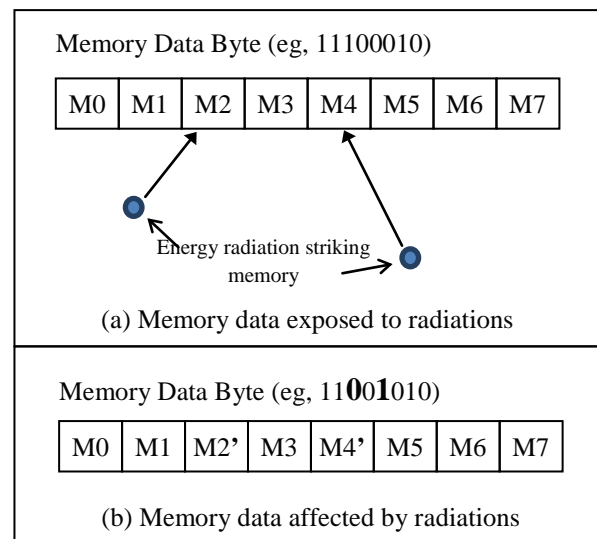 Memory Data Byte (eg, 11100010)
M0 M1 M2 M3 M4 M5 M6 M7
Energy radiation striking
memory
(a) Memory data exposed to radiations
Memory Data Byte (eg, 11001010)
M0 M1 M2’ M3 M4’ M5 M6 M7
(b) Memory data affected by radiations